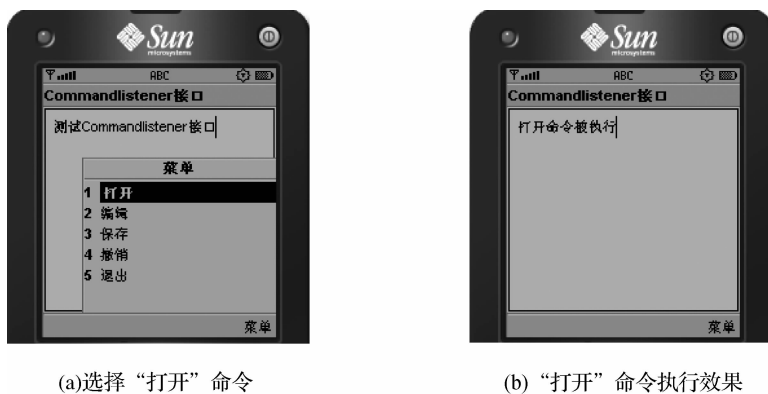 Sun
microsystems
ABC
Commandlistener接口
测试Commandlistener接口
菜单
1 打开
2 编辑
3 保存
4 撤销
5 退出
菜单
(a)选择“打开”命令
Sun
microsystems
ABC
Commandlistener接口
打开命令被执行
菜单
(b)“打开”命令执行效果